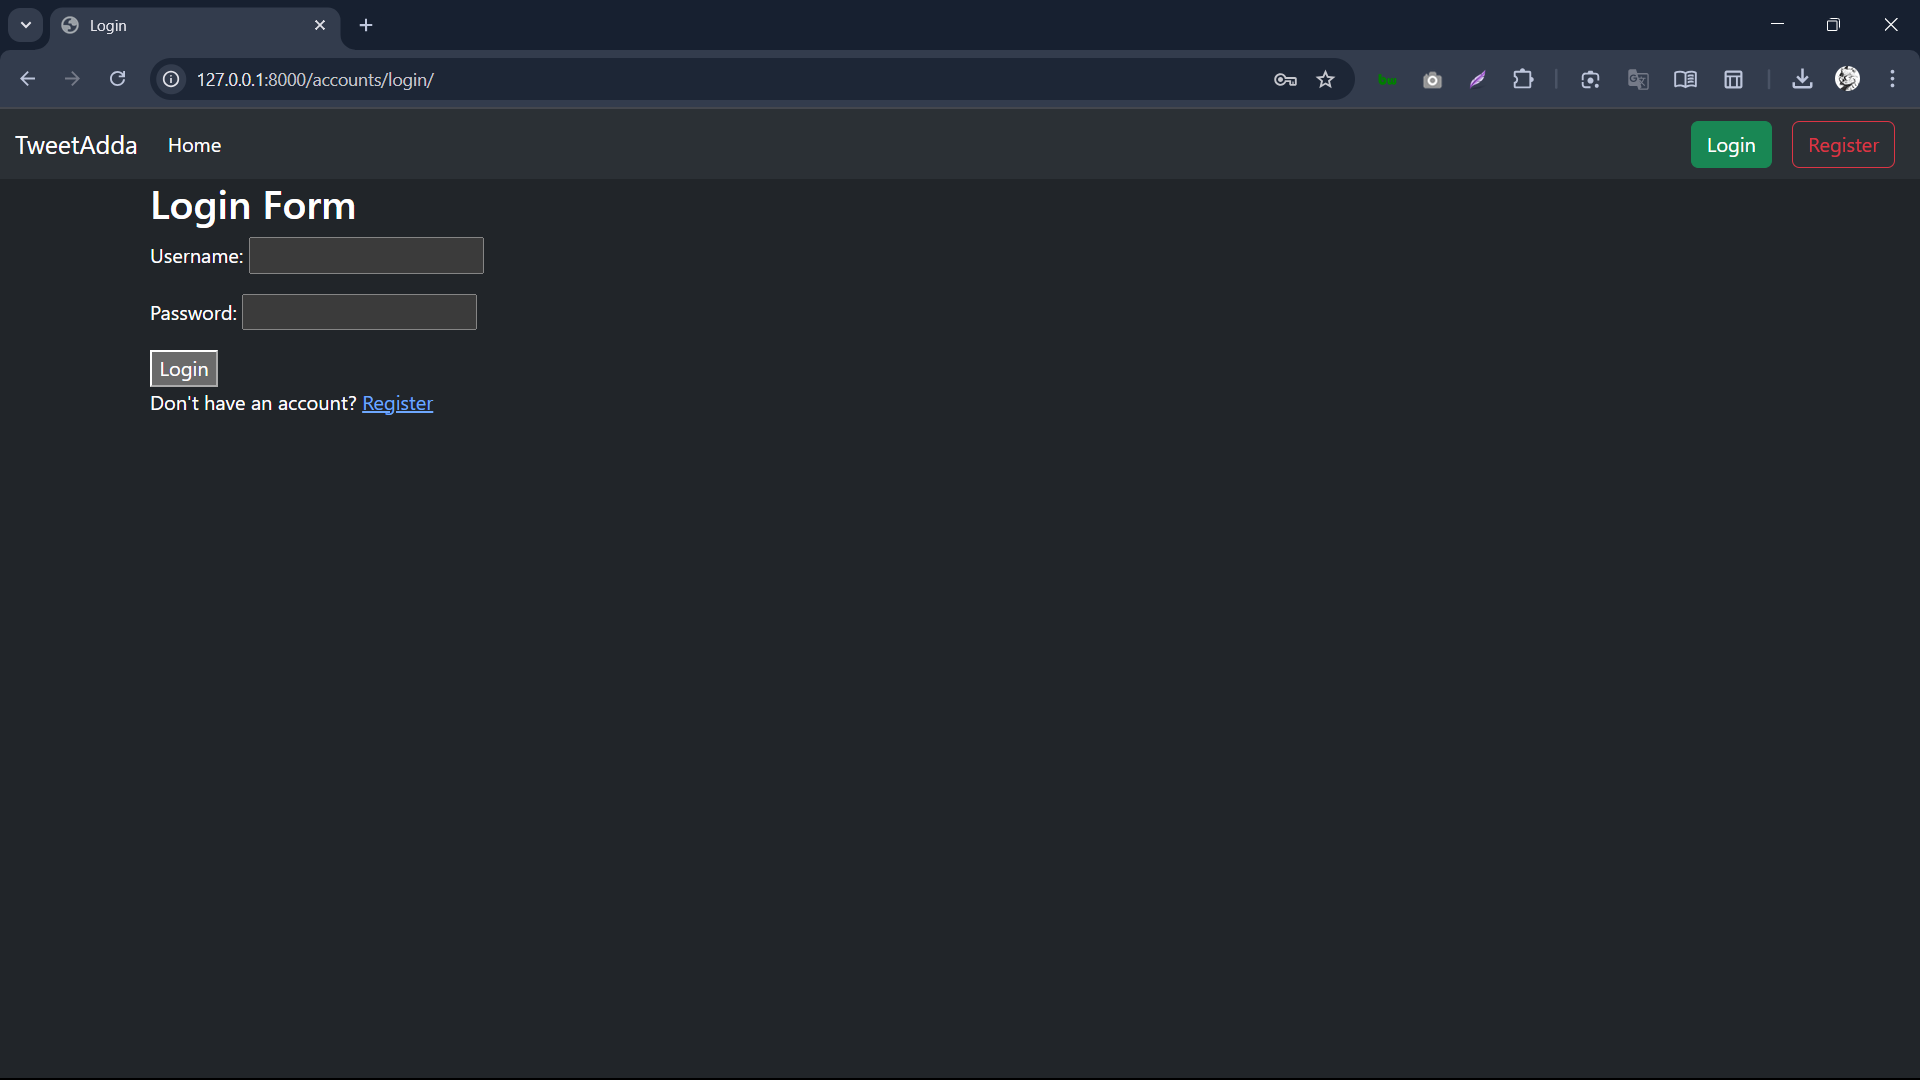 Login
127.0.0.1:8000/accounts/login/
bw
TweetAdda Home Login Register
Login Form
Username:
Password:
Login
Don't have an account? Register